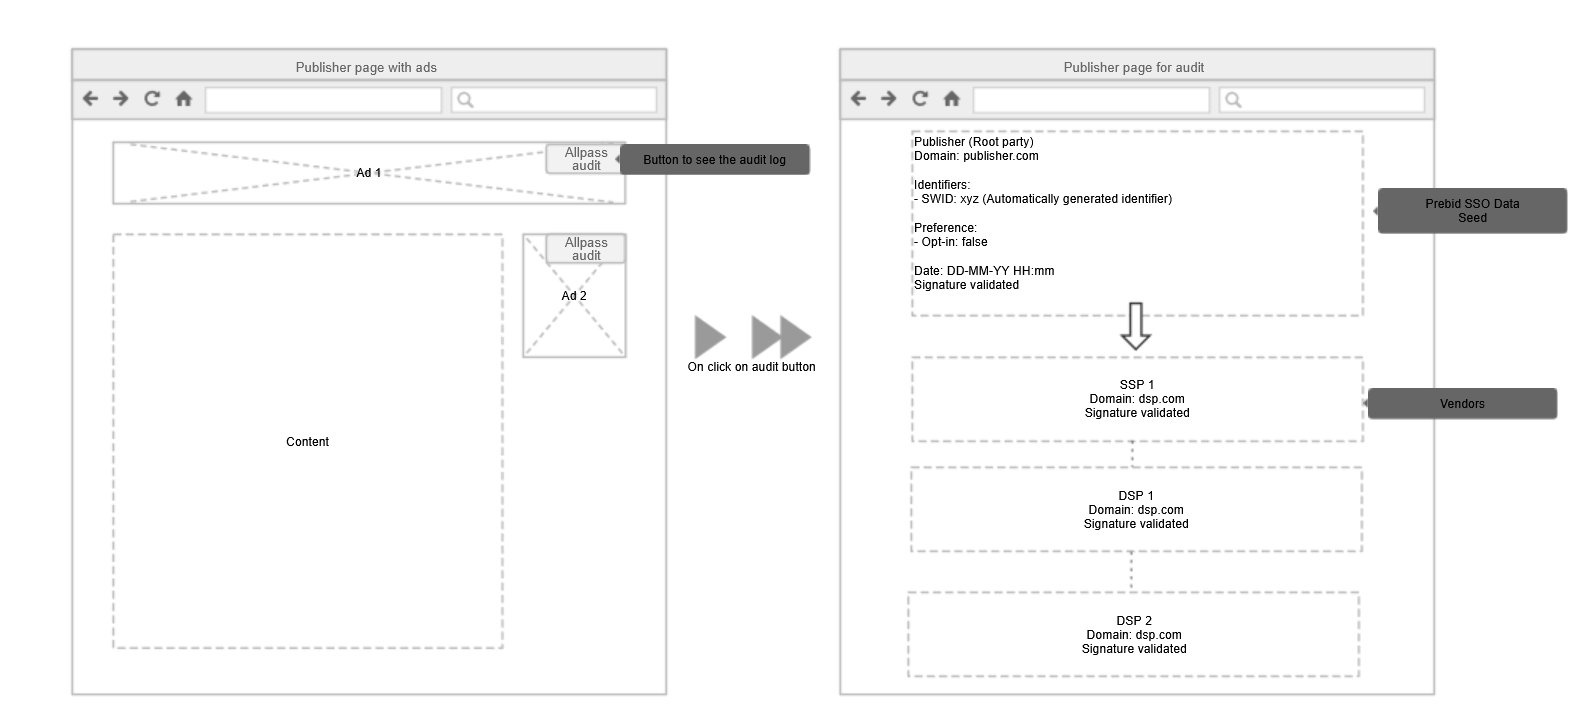 Publisher page with ads
Allpass
audit
Ad 1
Button to see the audit log
Allpass
audit
Ad 2
Content
On click on audit button
Publisher page for audit
Publisher (Root party)
Domain: publisher.com
Identifiers:
- SWID: xyz (Automatically generated identifier)
Preference:
- Opt-in: false
Date: DD-MM-YY HH:mm
Signature validated
Prebid SSO Data
Seed
SSP 1
Domain: dsp.com
Signature validated
Vendors
DSP 1
Domain: dsp.com
Signature validated
DSP 2
Domain: dsp.com
Signature validated